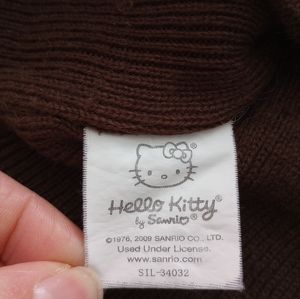 Hello Kitty®
by Sanrio®
©1976, 2009 SANRIO CO., LTD.
Used Under License.
www.sanrio.com
SIL-34032